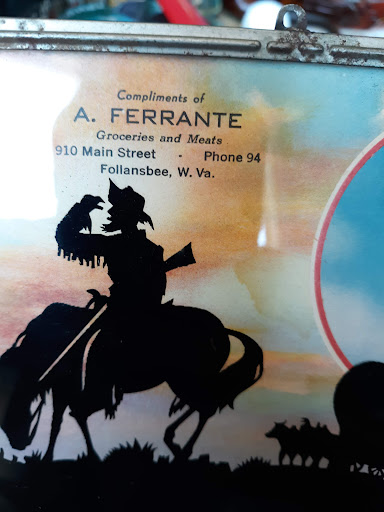 Compliments of
A. FERRANTE
Groceries and Meats
910 Main Street - Phone 94
Follansbee, W. Va.